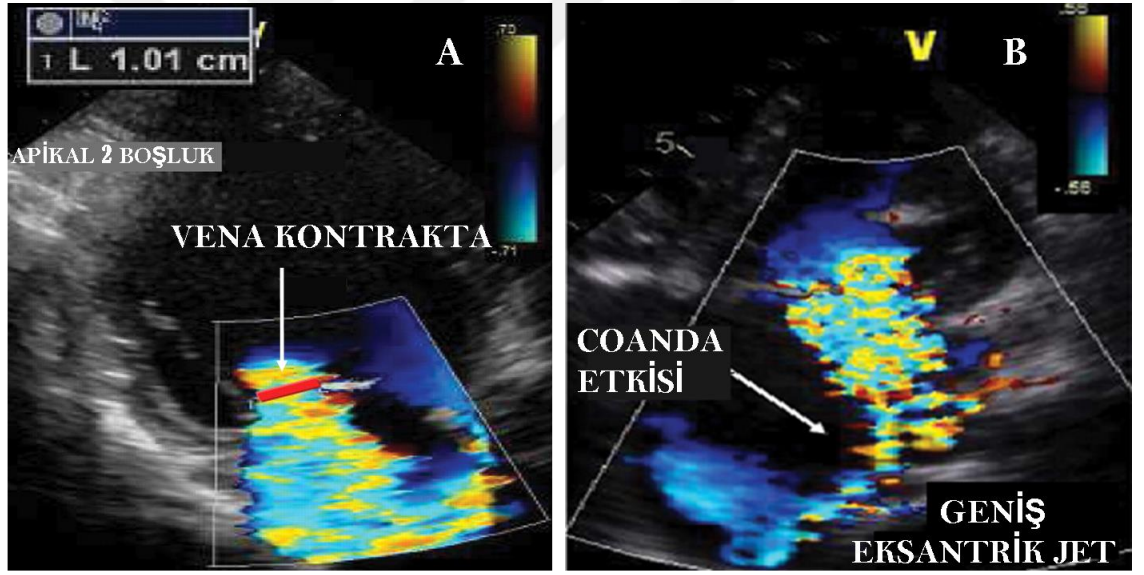 1 L 1.01 cm
A
.70
APİKAL 2 BOŞLUK
VENA KONTRAKTA
-.71
V
B
.56
5
-.56
COANDA
ETKİSİ
GENİŞ
EKSANTRİK JET